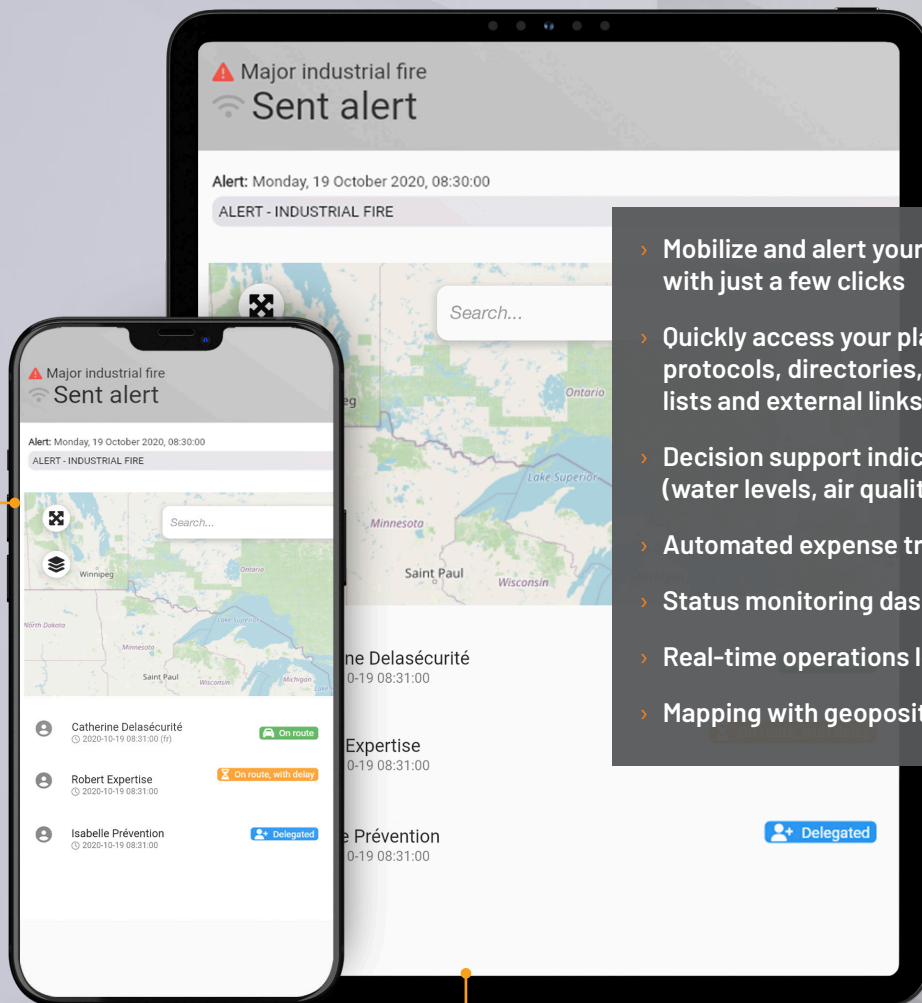 Major industrial fire
Sent alert
Alert: Monday, 19 October 2020, 08:30:00
ALERT - INDUSTRIAL FIRE
Search...
Ontario
Lake Superior
Minnesota
Saint Paul
Wisconsin
ne Delasécurité
0-19 08:31:00
Expertise
0-19 08:31:00
Prévention
0-19 08:31:00
Delegated
› Mobilize and alert your
with just a few clicks
› Quickly access your
protocols, directories,
lists and external links
› Decision support
(water levels, air
› Automated expense
› Status monitoring
› Real-time operations
› Mapping with
Major industrial fire
Sent alert
Alert: Monday, 19 October 2020, 08:30:00
ALERT - INDUSTRIAL FIRE
Search...
Winnipeg
Ontario
North Dakota
Lake Superior
Minnesota
Saint Paul
Wisconsin
Michigan
Catherine Delasécurité
2020-10-19 08:31:00 (fr)
On route
Robert Expertise
2020-10-19 08:31:00
On route, with delay
Isabelle Prévention
2020-10-19 08:31:00
Delegated